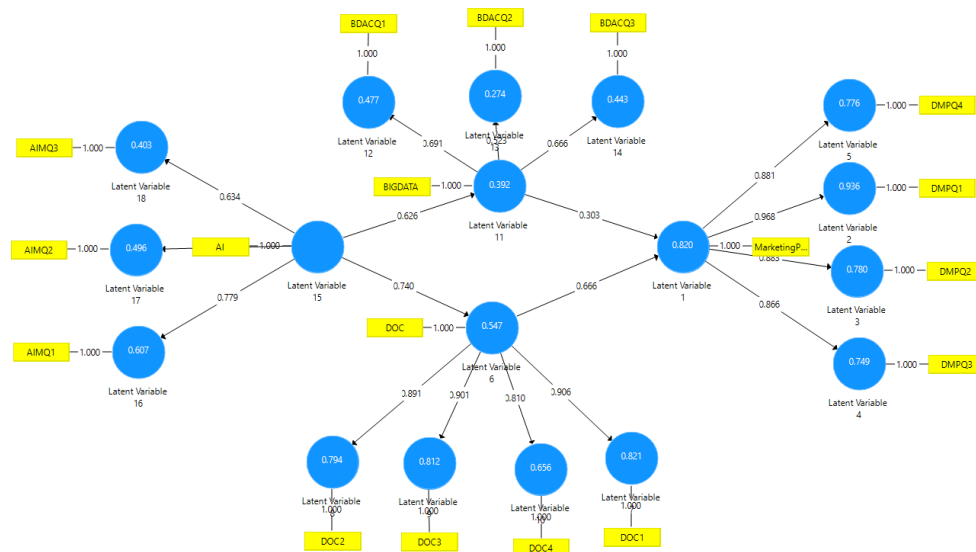 BDACQ1
BDACQ2
BDACQ3
1.000
1.000
1.000
0.477
0.274
0.443
Latent Variable
12
Latent Variable
13
Latent Variable
14
0.691
0.523
0.666
AIMQ3
1.000
0.403
Latent Variable
18
0.634
BIGDATA
1.000
0.392
Latent Variable
11
0.626
0.303
AIMQ2
1.000
0.496
Latent Variable
17
AI
1.000
Latent Variable
15
0.779
0.740
AIMQ1
1.000
0.607
Latent Variable
16
DOC
1.000
0.547
Latent Variable
6
0.666
0.820
Latent Variable
1
1.000
MarketingP...
0.881
0.968
0.883
0.866
0.776
1.000
DMPQ4
Latent Variable
5
0.936
1.000
DMPQ1
Latent Variable
2
0.780
1.000
DMPQ2
Latent Variable
3
0.749
1.000
DMPQ3
Latent Variable
4
0.891
0.901
0.810
0.906
0.794
0.812
0.656
0.821
Latent Variable
1.000
DOC2
Latent Variable
1.000
DOC3
Latent Variable
1.000
DOC4
Latent Variable
1.000
DOC1